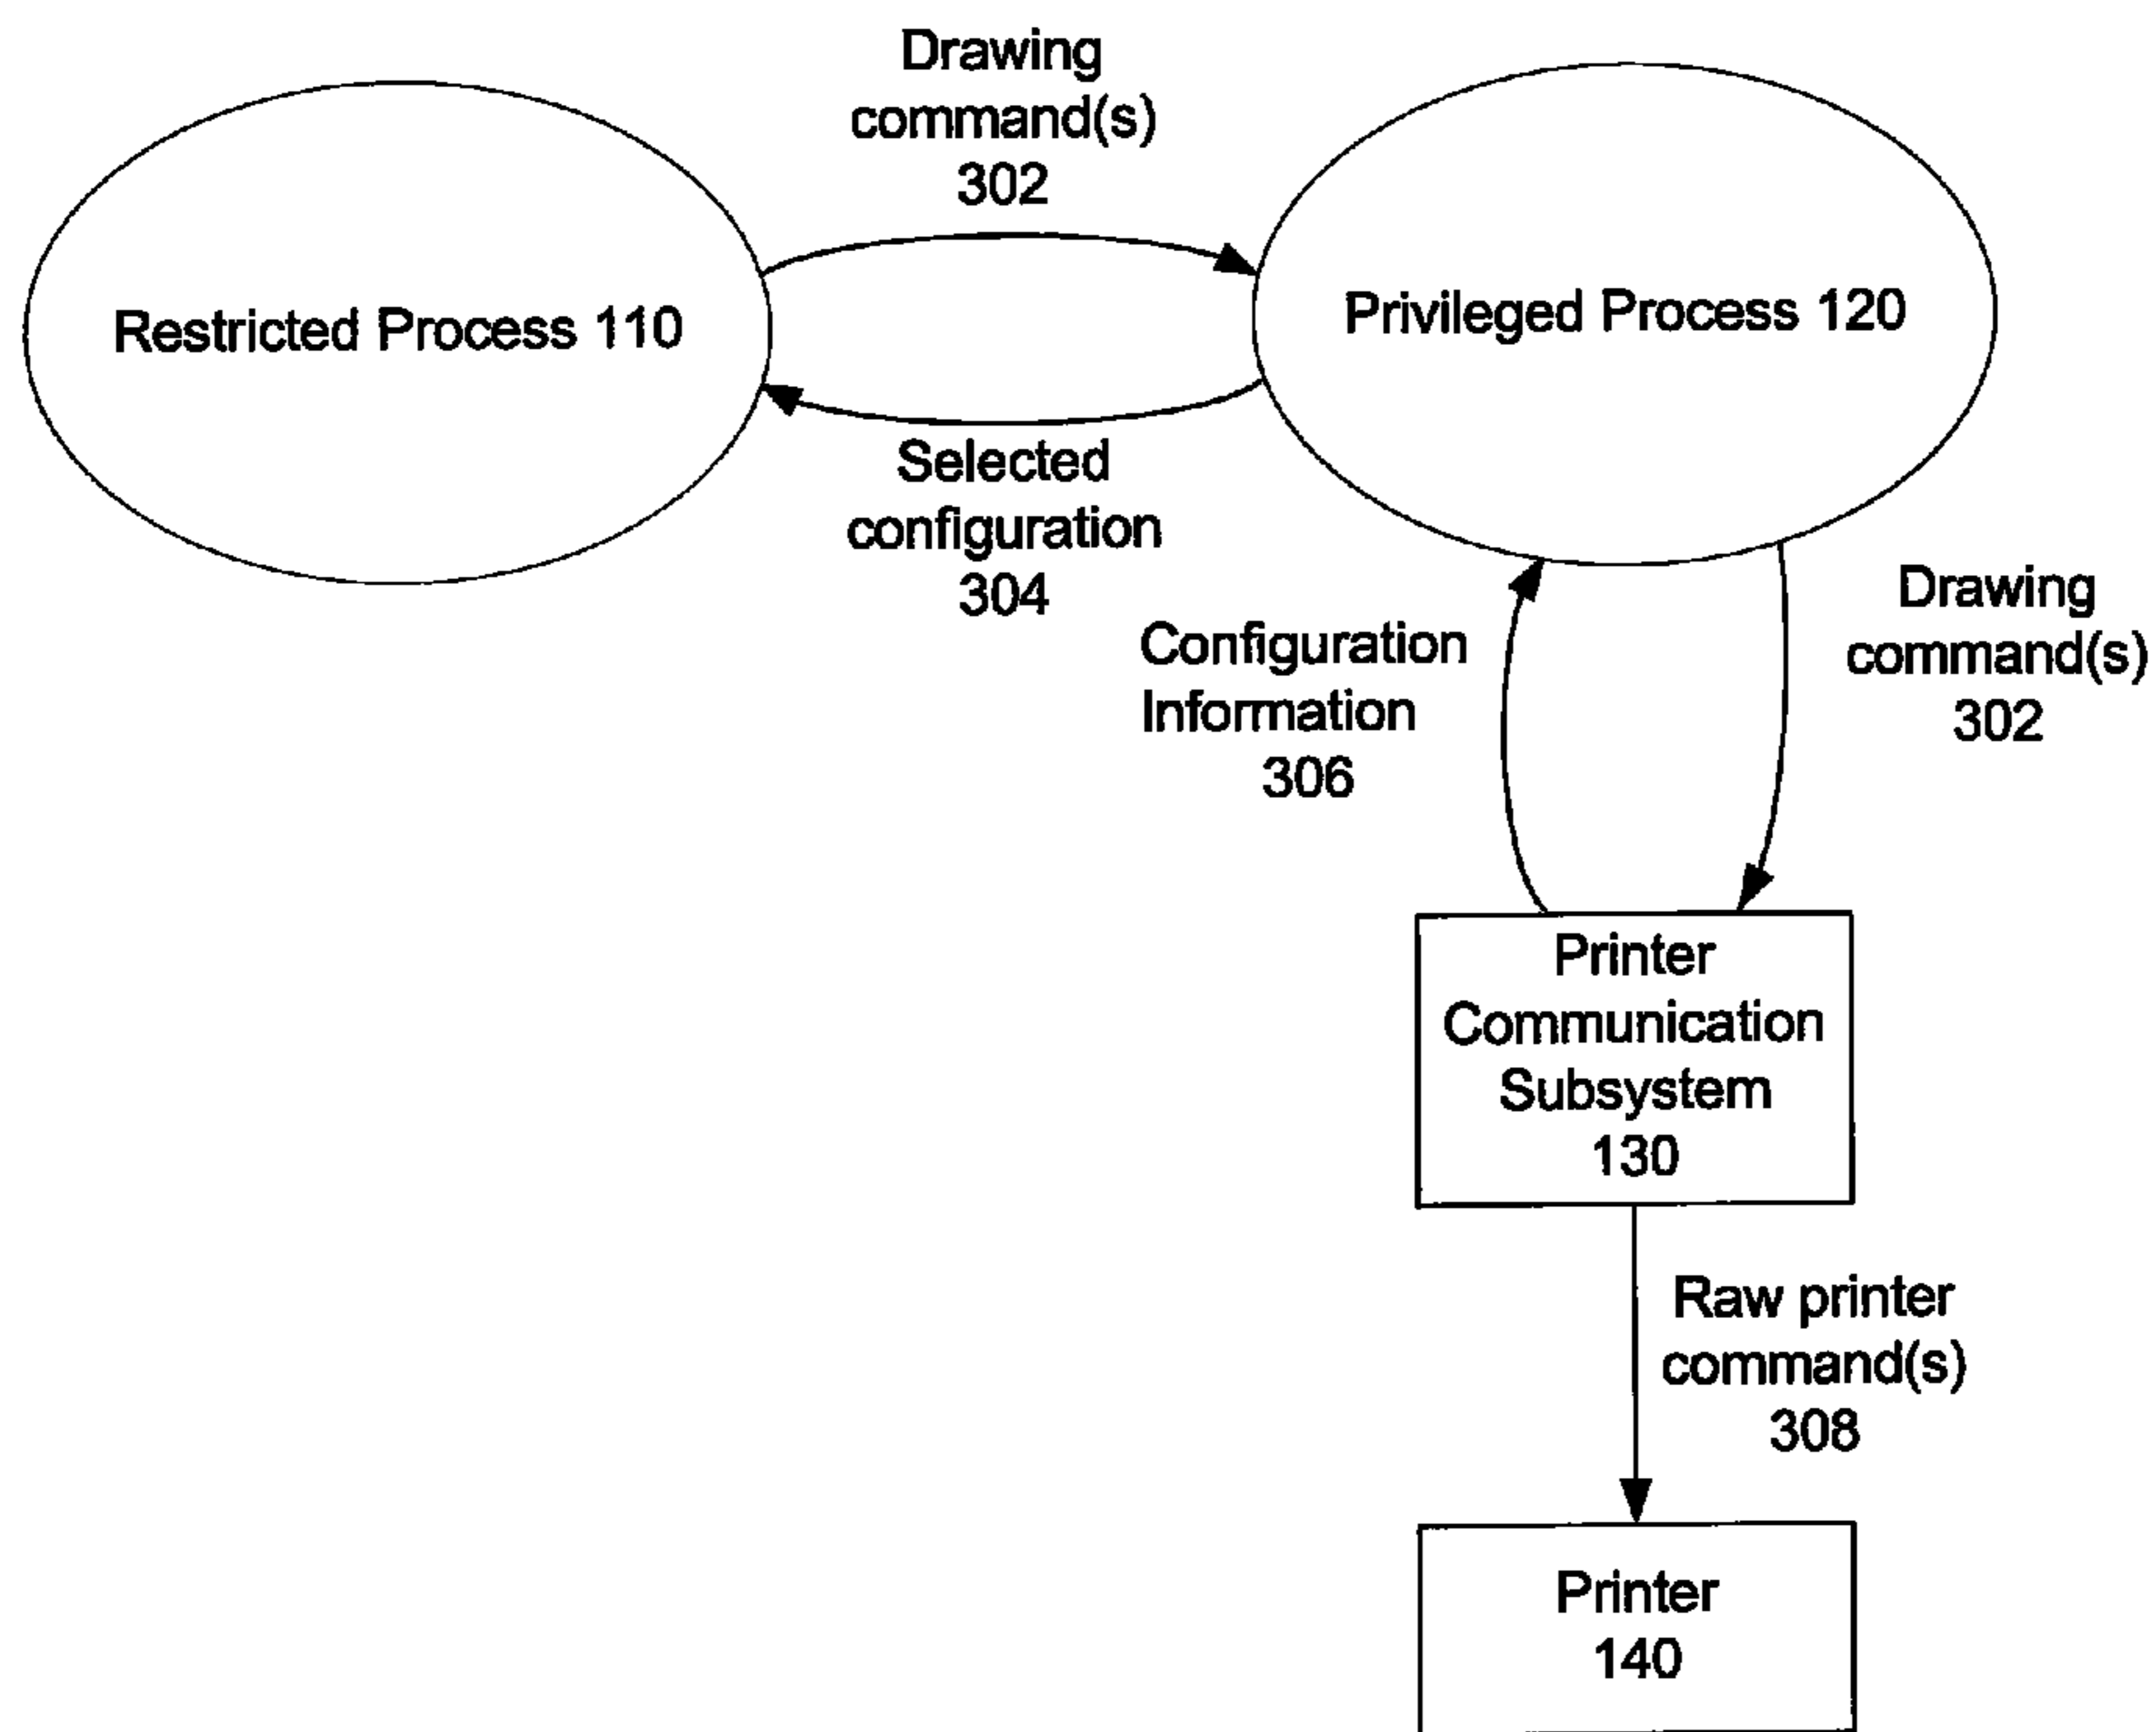 Drawing
command(s)
302
Restricted Process 110
Privileged Process 120
Selected
configuration
304
Configuration
Information
306
Drawing
command(s)
302
Printer
Communication
Subsystem
130
Raw printer
command(s)
308
Printer
140